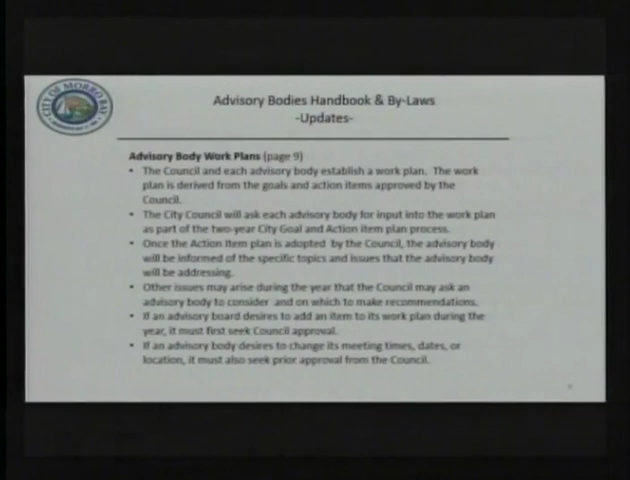 CITY OF MORRO BAY
Advisory Bodies Handbook & By-Laws
-Updates-
Advisory Body Work Plans (page 9)
• The Council and each advisory body establish a work plan. The work
plan is derived from the goals and action items approved by the
Council.
• The City Council will ask each advisory body for input into the work plan
as part of the two-year City Goal and Action item plan process.
• Once the Action Item plan is adopted by the Council, the advisory body
will be informed of the specific topics and issues that the advisory body
will be addressing.
• Other issues may arise during the year that the Council may ask an
advisory body to consider and on which to make recommendations.
• If an advisory board desires to add an item to its work plan during the
year, it must first seek Council approval.
• If an advisory body desires to change its meeting times, dates, or
location, it must also seek prior approval from the Council.